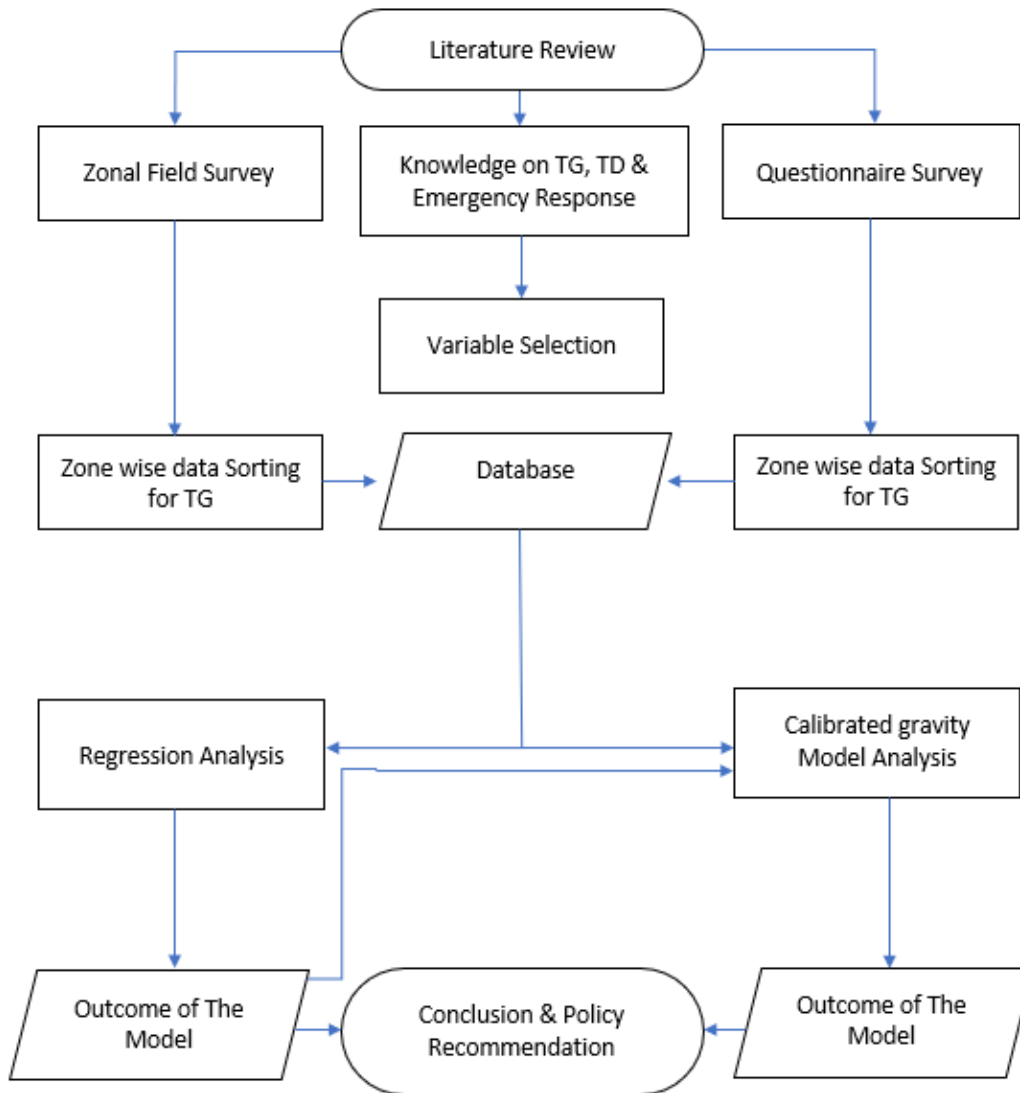 Literature Review
Zonal Field Survey
Knowledge on TG, TD &
Emergency Response
Questionnaire Survey
Variable Selection
Zone wise data Sorting
for TG
Database
Zone wise data Sorting
for TG
Regression Analysis
Calibrated gravity
Model Analysis
Outcome of The
Model
Conclusion & Policy
Recommendation
Outcome of The
Model